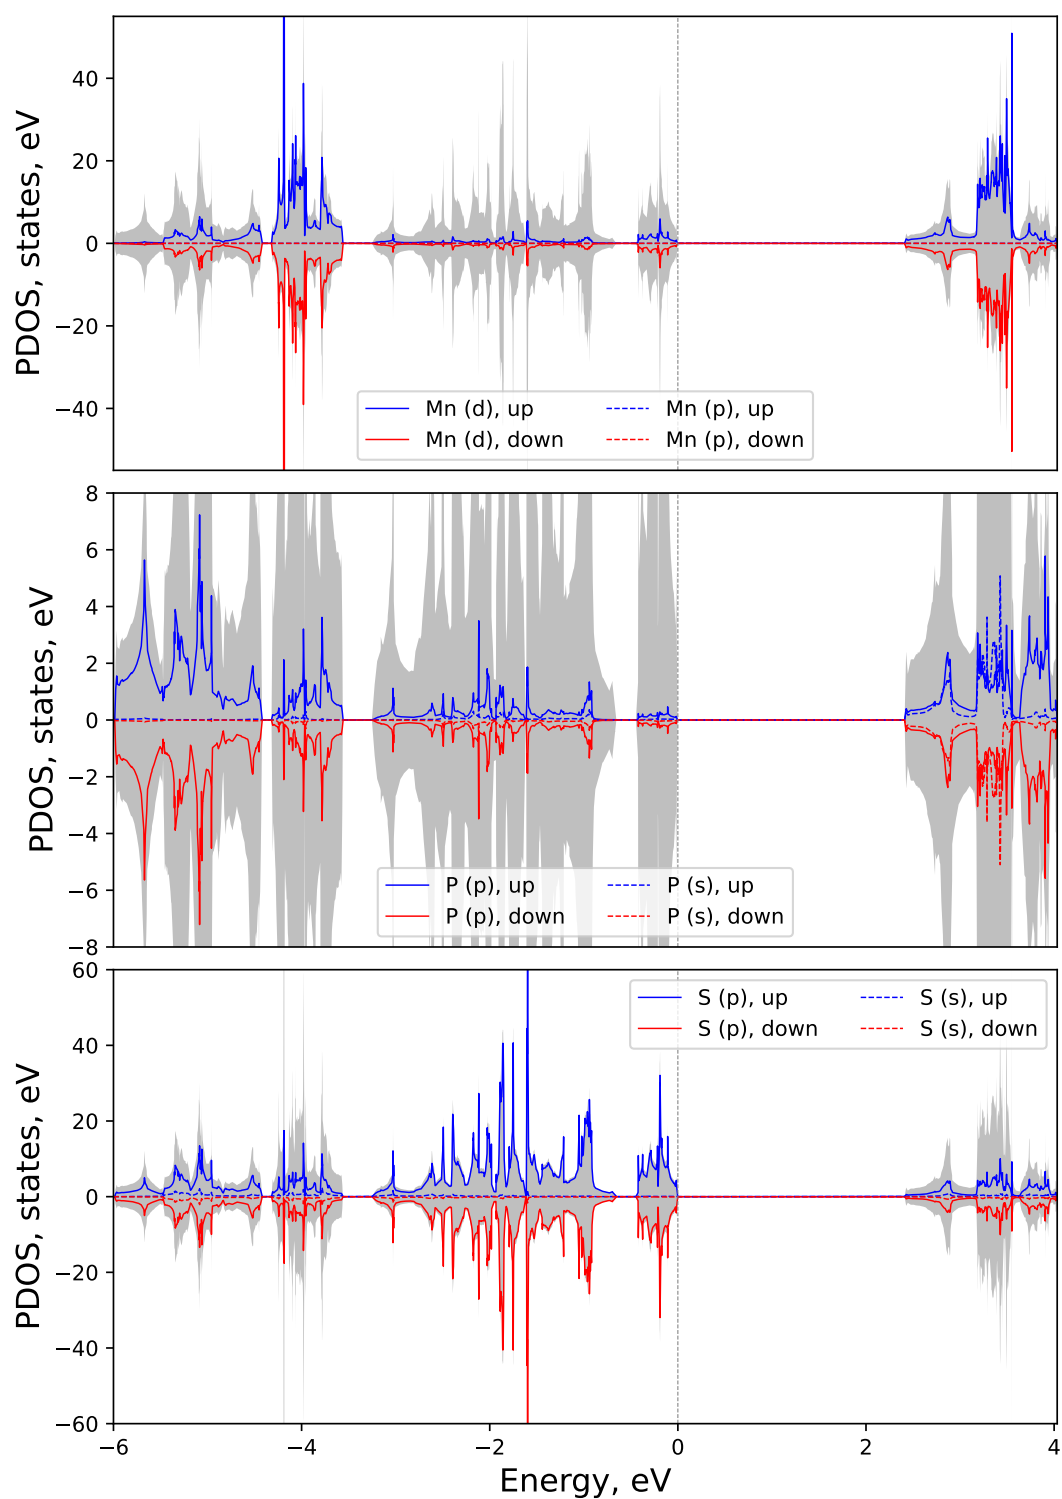 PDOS, states, eV
40
20
0
−20
−40
Mn (d), up
Mn (p), up
Mn (d), down
Mn (p), down
PDOS, states, eV
8
6
4
2
0
−2
−4
−6
−8
P (p), up
P (s), up
P (p), down
P (s), down
PDOS, states, eV
60
40
20
0
−20
−40
−60
S (p), up
S (s), up
S (p), down
S (s), down
−6 −4 −2 0 2 4
Energy, eV